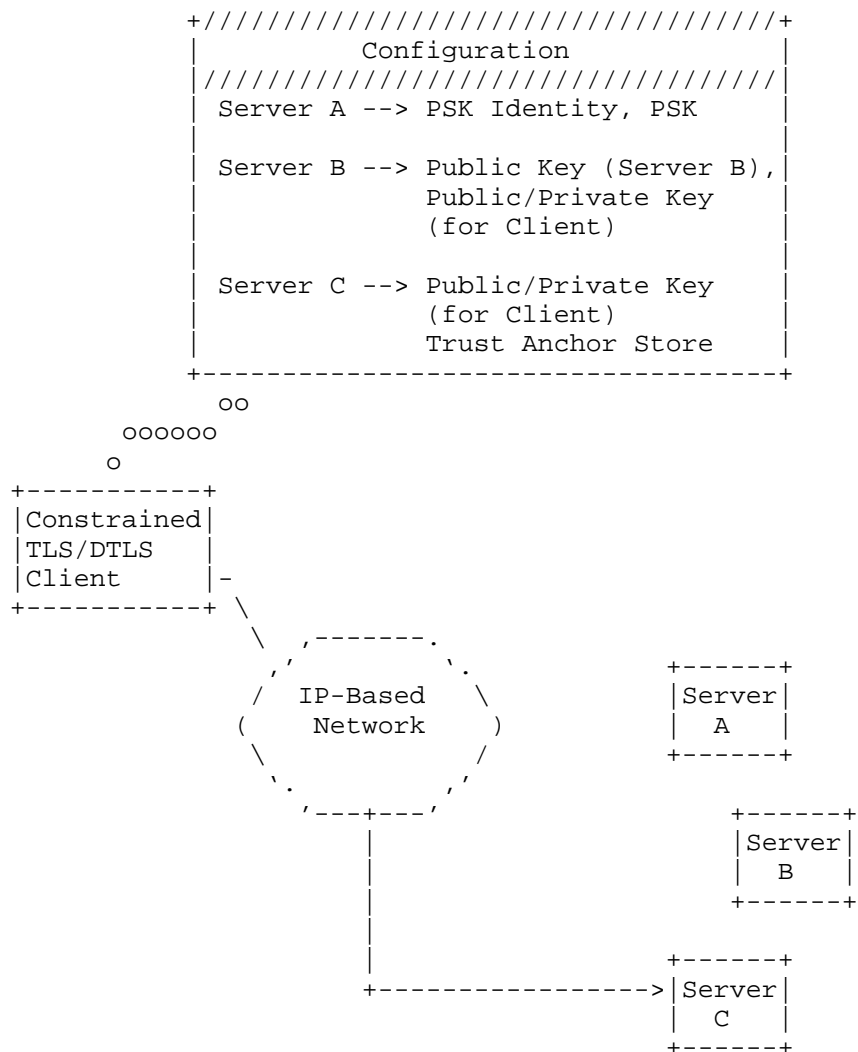 Configuration
Server A --> PSK Identity, PSK
Server B --> Public Key (Server B),
Public/Private Key
(for Client)
Server C --> Public/Private Key
(for Client)
Trust Anchor Store
Constrained
TLS/DTLS
Client
IP-Based
Network
Server
A
Server
B
Server
C